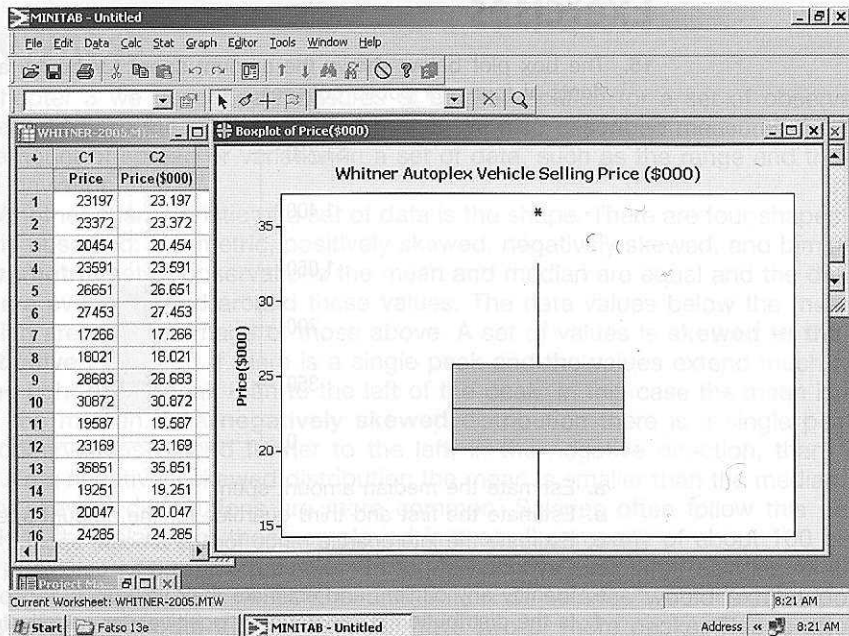 MINITAB - Untitled
File Edit Data Calc Stat Graph Editor Tools Window Help
WHITNER-2005.MT
Boxplot of Price($000)
C1 C2
Price Price($000)
1 23197 23.197
2 23372 23.372
3 20454 20.454
4 23591 23.591
5 26651 26.651
6 27453 27.453
7 17266 17.266
8 18021 18.021
9 28683 28.683
10 30872 30.872
11 19587 19.587
12 23169 23.169
13 35851 35.851
14 19251 19.251
15 20047 20.047
16 24285 24.285
Whitner Autoplex Vehicle Selling Price ($000)
Price($000)
35
30
25
20
15
Project M
Current Worksheet: WHITNER-2005.MTW
8:21 AM
Start
Fatso 13e
MINITAB - Untitled
Address
8:21 AM